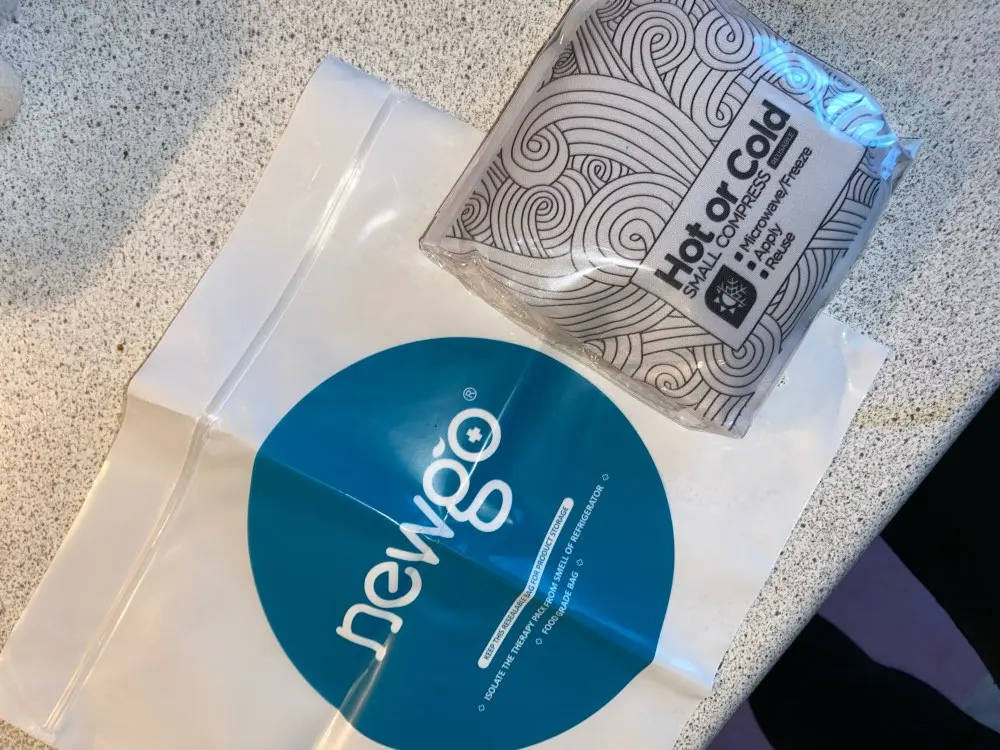 Hot or Cold
SMALL COMPRESS REUSABLE
Microwave/Freeze
Apply
Reuse
newgo®
KEEP THIS RESEALABLE BAG FOR PRODUCT STORAGE
ISOLATE THE THERAPY PACK FROM SMELL OF REFRIGERATOR
FOOD GRADE BAG